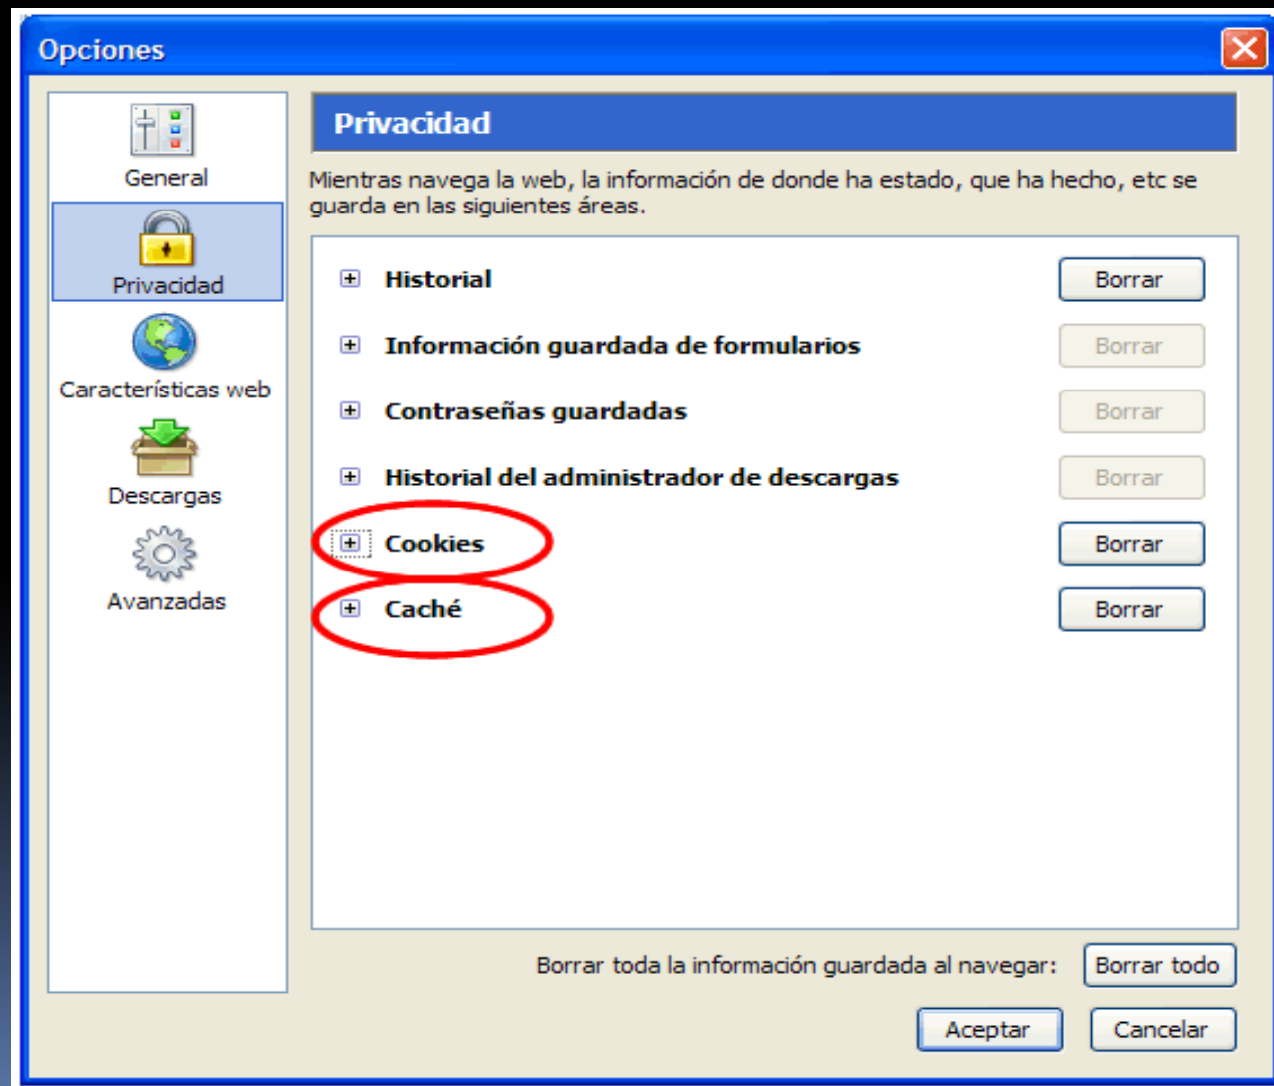 Opciones
General
Privacidad
Características web
Descargas
Avanzadas
Privacidad
Mientras navega la web, la información de donde ha estado, que ha hecho, etc se
guarda en las siguientes áreas.
Historial Borrar
Información guardada de formularios Borrar
Contraseñas guardadas Borrar
Historial del administrador de descargas Borrar
Cookies Borrar
Caché Borrar
Borrar toda la información guardada al navegar: Borrar todo
Aceptar Cancelar